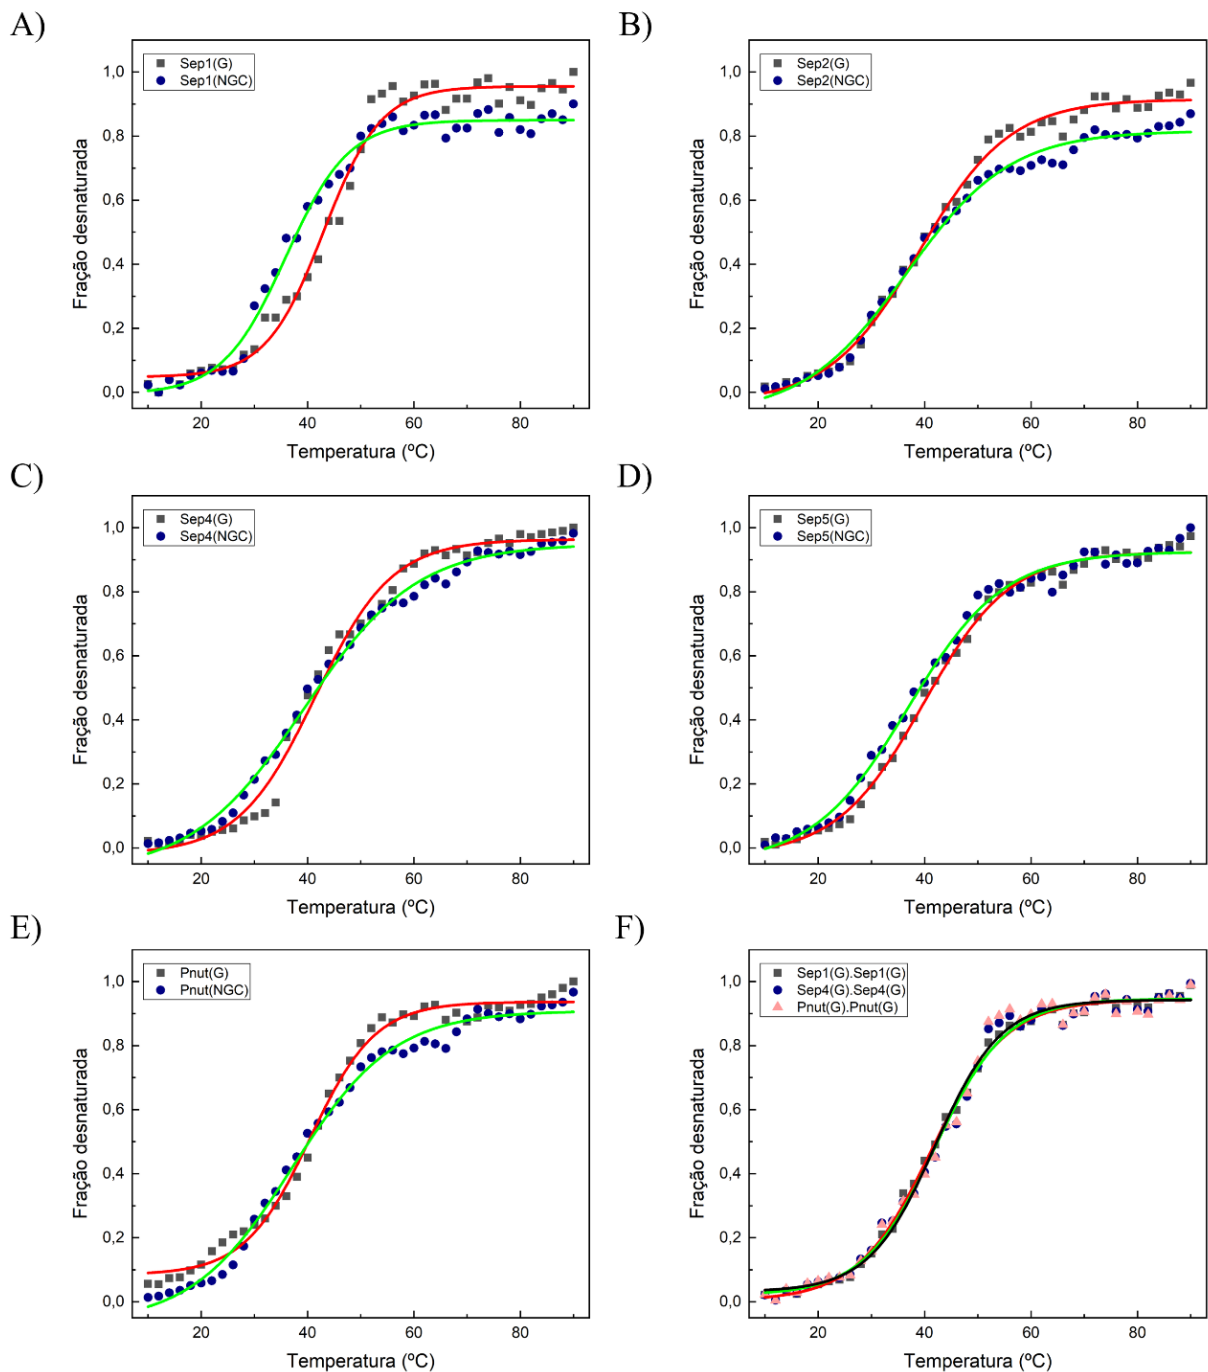 A)
Sep1(G)
Sep1(NGC)
1,0
0,8
0,6
0,4
0,2
0,0
Fração desnaturada
20 40 60 80
Temperatura (ºC)
B)
Sep2(G)
Sep2(NGC)
1,0
0,8
0,6
0,4
0,2
0,0
Fração desnaturada
20 40 60 80
Temperatura (ºC)
C)
Sep4(G)
Sep4(NGC)
1,0
0,8
0,6
0,4
0,2
0,0
Fração desnaturada
20 40 60 80
Temperatura (ºC)
D)
Sep5(G)
Sep5(NGC)
1,0
0,8
0,6
0,4
0,2
0,0
Fração desnaturada
20 40 60 80
Temperatura (ºC)
E)
Pnut(G)
Pnut(NGC)
1,0
0,8
0,6
0,4
0,2
0,0
Fração desnaturada
20 40 60 80
Temperatura (ºC)
F)
Sep1(G).Sep1(G)
Sep4(G).Sep4(G)
Pnut(G).Pnut(G)
1,0
0,8
0,6
0,4
0,2
0,0
Fração desnaturada
20 40 60 80
Temperatura (ºC)